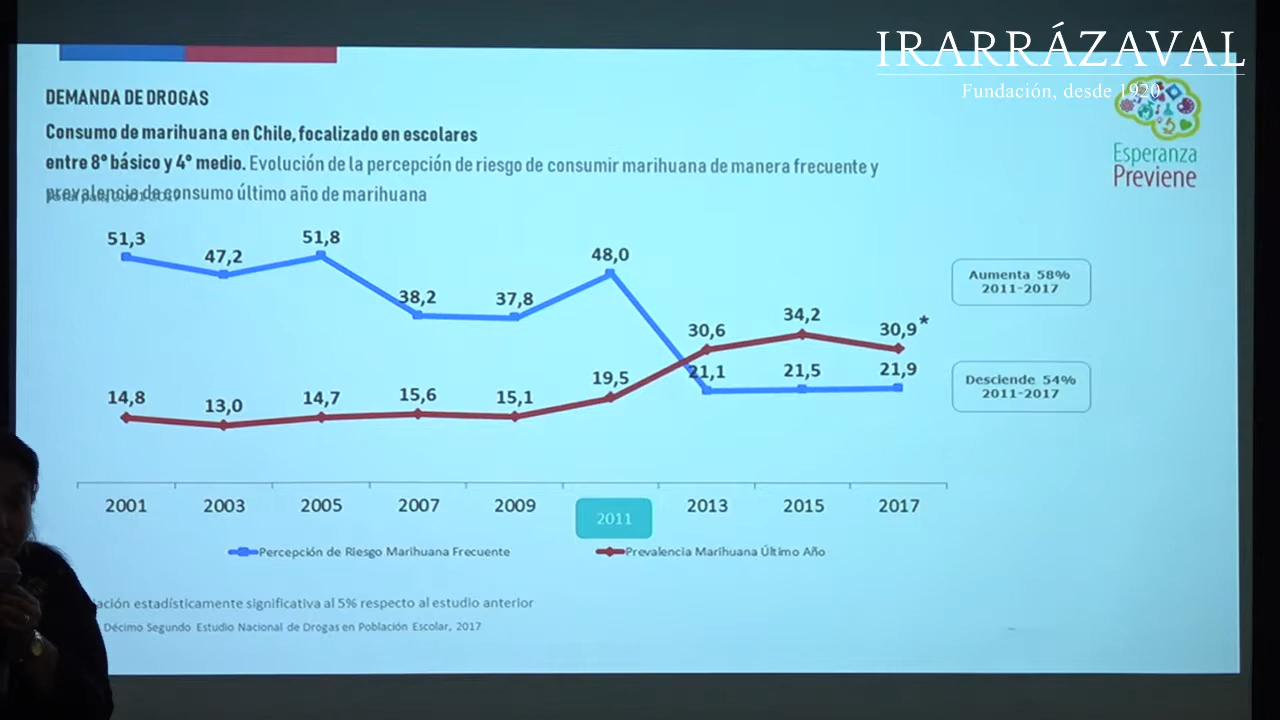 IRARRÁZAVAL
Fundación, desde 1920
DEMANDA DE DROGAS
Consumo de marihuana en Chile, focalizado en escolares
entre 8° básico y 4° medio. Evolución de la percepción de riesgo de consumir marihuana de manera frecuente y
prevalencia de consumo último año de marihuana
Esperanza
Previene
51,3
47,2
51,8
38,2
37,8
48,0
30,6
34,2
30,9*
21,1
21,5
21,9
14,8
13,0
14,7
15,6
15,1
19,5
Aumenta 58%
2011-2017
Desciende 54%
2011-2017
2001 2003 2005 2007 2009 2011 2013 2015 2017
Percepción de Riesgo Marihuana Frecuente
Prevalencia Marihuana Último Año
ación estadísticamente significativa al 5% respecto al estudio anterior
Décimo Segundo Estudio Nacional de Drogas en Población Escolar, 2017